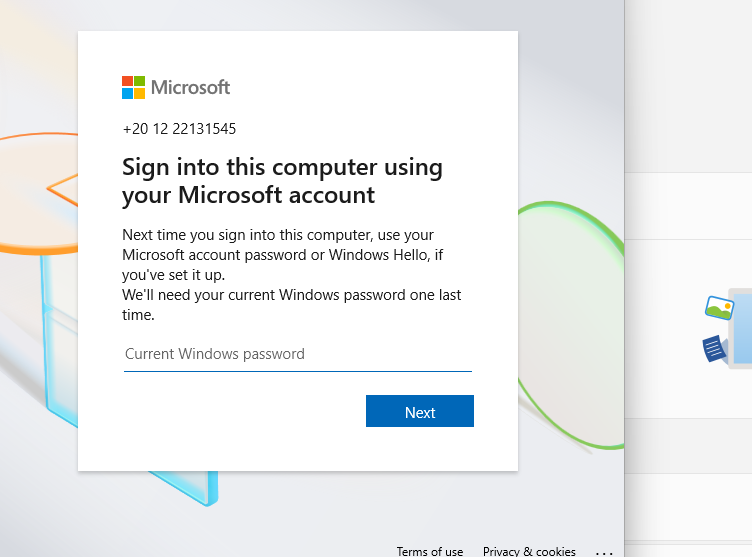 Microsoft
+20 12 22131545
Sign into this computer using
your Microsoft account
Next time you sign into this computer, use your
Microsoft account password or Windows Hello, if
you've set it up.
We'll need your current Windows password one last
time.
Current Windows password
Next
Terms of use Privacy & cookies ...